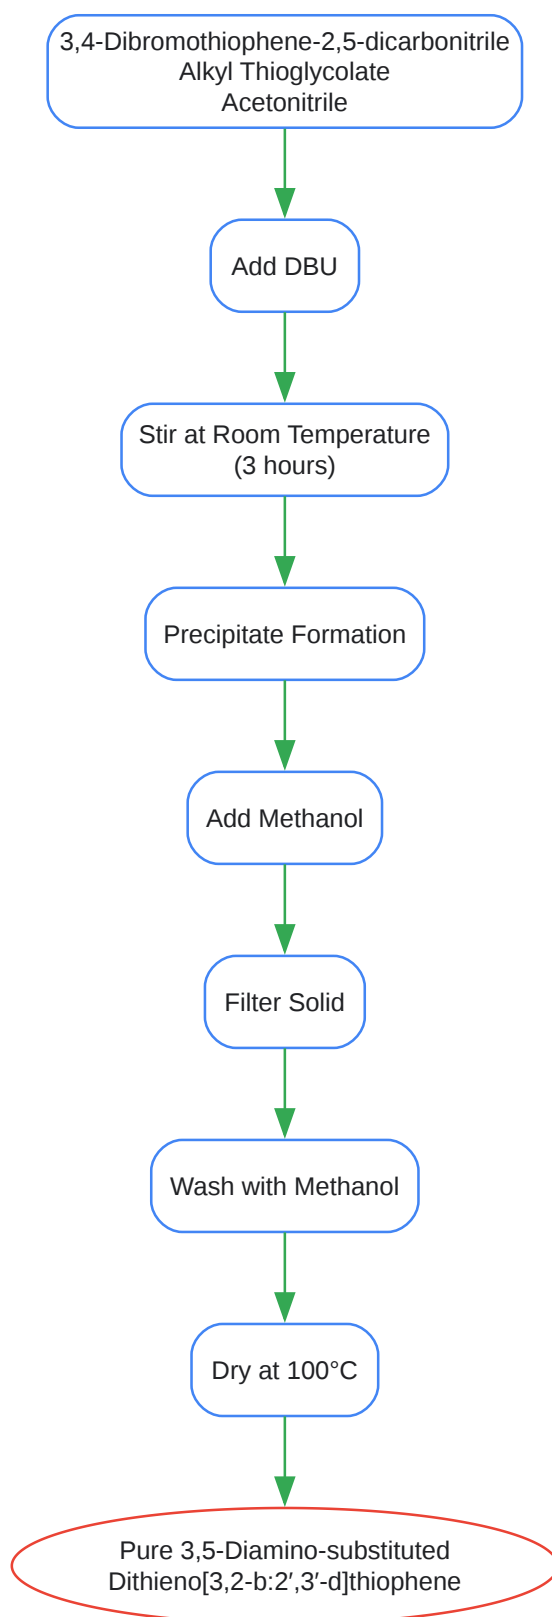 3,4-Dibromothiophene-2,5-dicarbonitrile
Alkyl Thioglycolate
Acetonitrile
Add DBU
Stir at Room Temperature
(3 hours)
Precipitate Formation
Add Methanol
Filter Solid
Wash with Methanol
Dry at 100°C
Pure 3,5-Diamino-substituted
Dithieno[3,2-b:2′,3′-d]thiophene